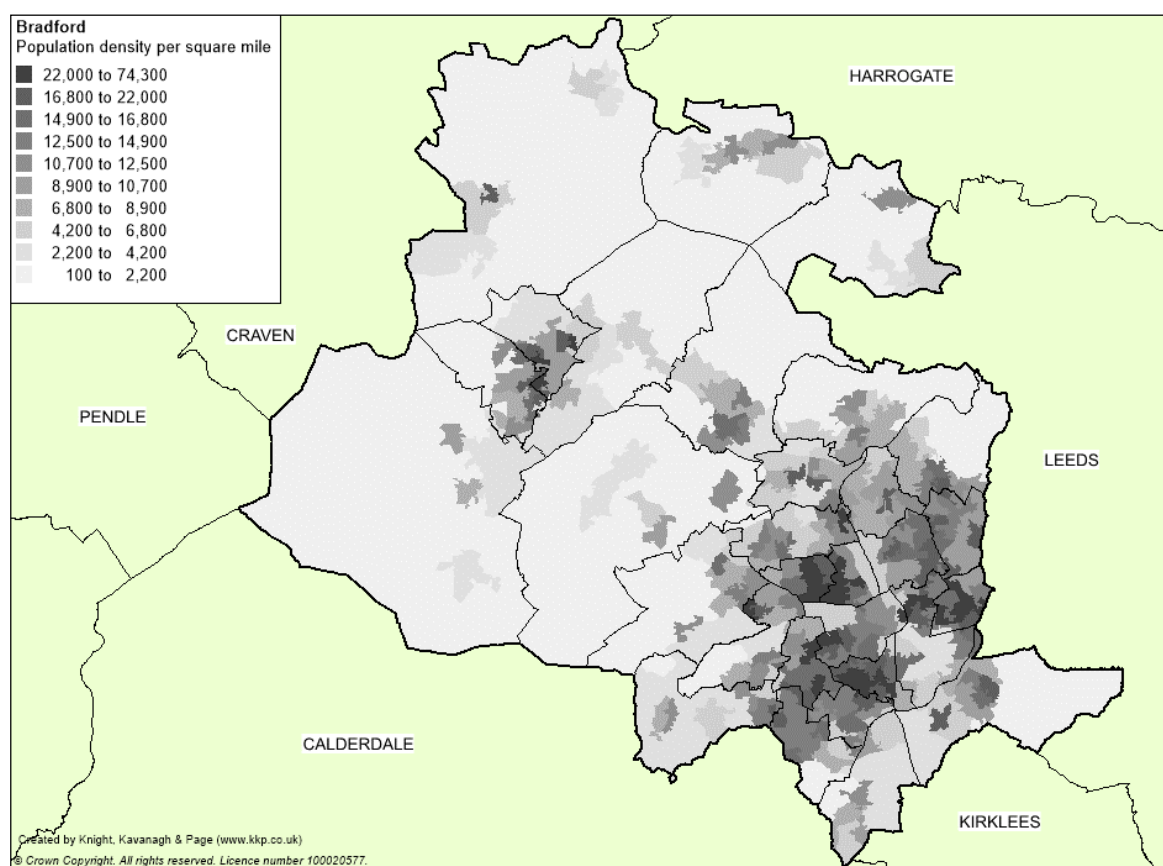 Bradford
Population density per square mile
22,000 to 74,300
16,800 to 22,000
14,900 to 16,800
12,500 to 14,900
10,700 to 12,500
8,900 to 10,700
6,800 to 8,900
4,200 to 6,800
2,200 to 4,200
100 to 2,200
HARROGATE
CRAVEN
PENDLE
LEEDS
CALDERDALE
KIRKLEES
Created by Knight, Kavanagh & Page (www.kkp.co.uk)
© Crown Copyright. All rights reserved. Licence number 100020577.